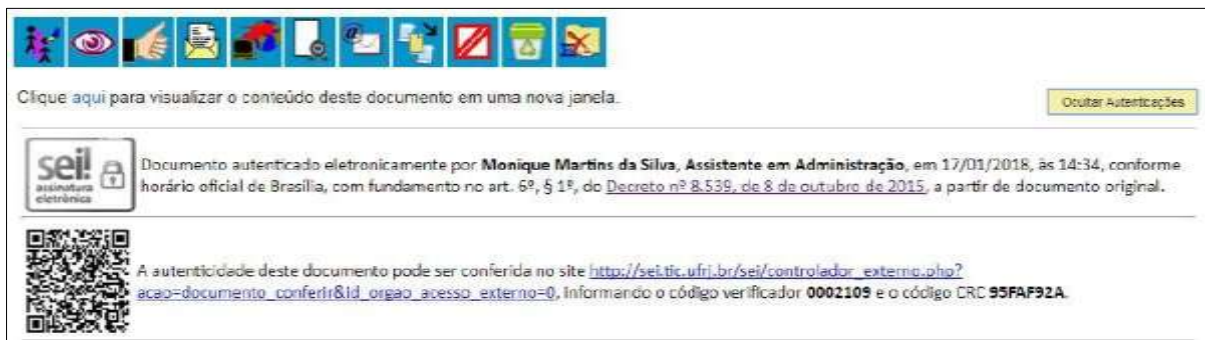 Clique aqui para visualizar o conteúdo deste documento em uma nova janela.
Ocultar Autenticações
sei!
assinatura
eletrônica
Documento autenticado eletronicamente por Monique Martins da Silva, Assistente em Administração, em 17/01/2018, às 14:34, conforme
horário oficial de Brasília, com fundamento no art. 6º, § 1º, do Decreto nº 8.539, de 8 de outubro de 2015, a partir de documento original.
A autenticidade deste documento pode ser conferida no site http://sei.tic.ufrj.br/sei/controlador_externo.php?
acao=documento_conferir&id_orgao_acesso_externo=0, informando o código verificador 0002109 e o código CRC 95FAF92A.